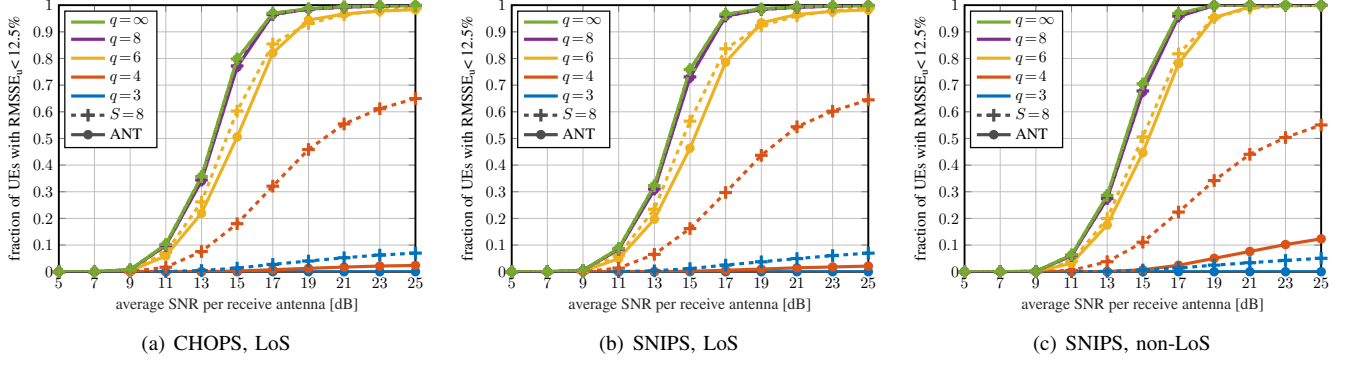 fraction of UEs with RMSSE_u< 12.5%
1
0.9
0.8
0.7
0.6
0.5
0.4
0.3
0.2
0.1
0
q=∞
q=8
q=6
q=4
q=3
S=8
ANT
5 7 9 11 13 15 17 19 21 23 25
average SNR per receive antenna [dB]
(a) CHOPS, LoS
fraction of UEs with RMSSE_u< 12.5%
1
0.9
0.8
0.7
0.6
0.5
0.4
0.3
0.2
0.1
0
q=∞
q=8
q=6
q=4
q=3
S=8
ANT
5 7 9 11 13 15 17 19 21 23 25
average SNR per receive antenna [dB]
(b) SNIPS, LoS
fraction of UEs with RMSSE_u< 12.5%
1
0.9
0.8
0.7
0.6
0.5
0.4
0.3
0.2
0.1
0
q=∞
q=8
q=6
q=4
q=3
S=8
ANT
5 7 9 11 13 15 17 19 21 23 25
average SNR per receive antenna [dB]
(c) SNIPS, non-LoS